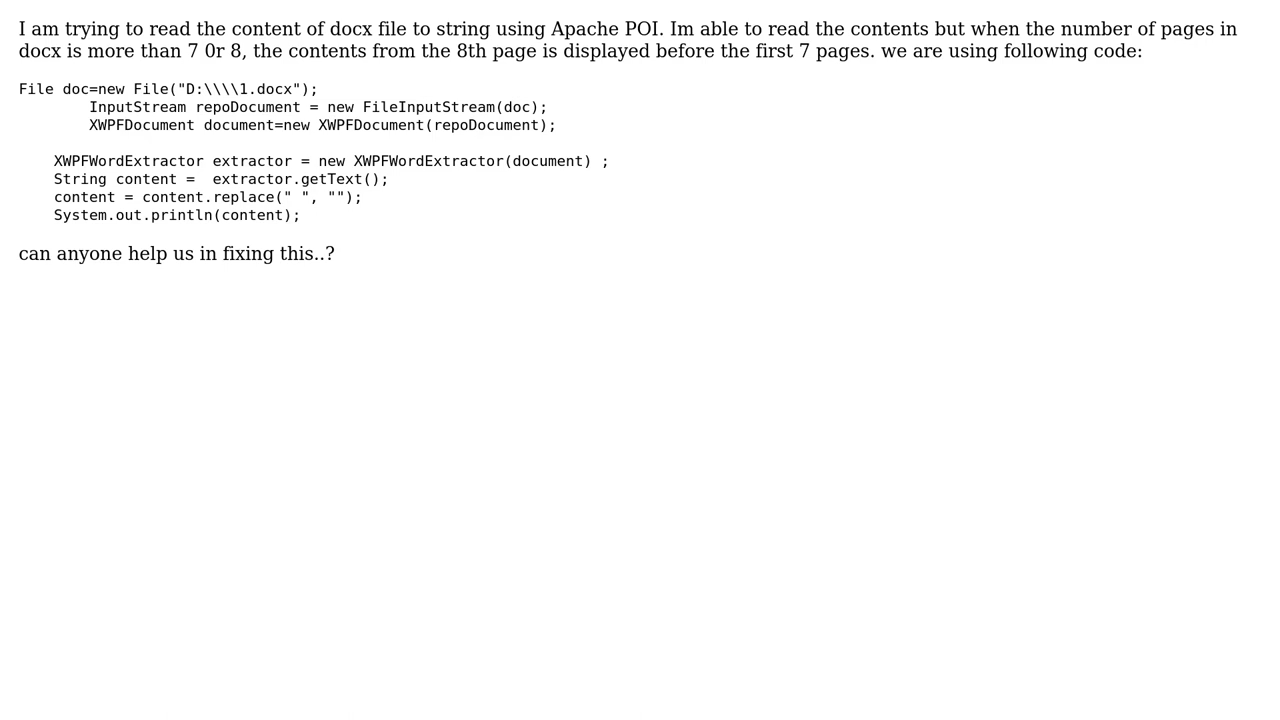 I am trying to read the content of docx file to string using Apache POI. Im able to read the contents but when the number of pages in
docx is more than 7 0r 8, the contents from the 8th page is displayed before the first 7 pages. we are using following code:
File doc=new File("D:\\\\1.docx");
        InputStream repoDocument = new FileInputStream(doc);
        XWPFDocument document=new XWPFDocument(repoDocument);
    XWPFWordExtractor extractor = new XWPFWordExtractor(document) ;
    String content =  extractor.getText();
    content = content.replace(" ", "");
    System.out.println(content);
can anyone help us in fixing this..?